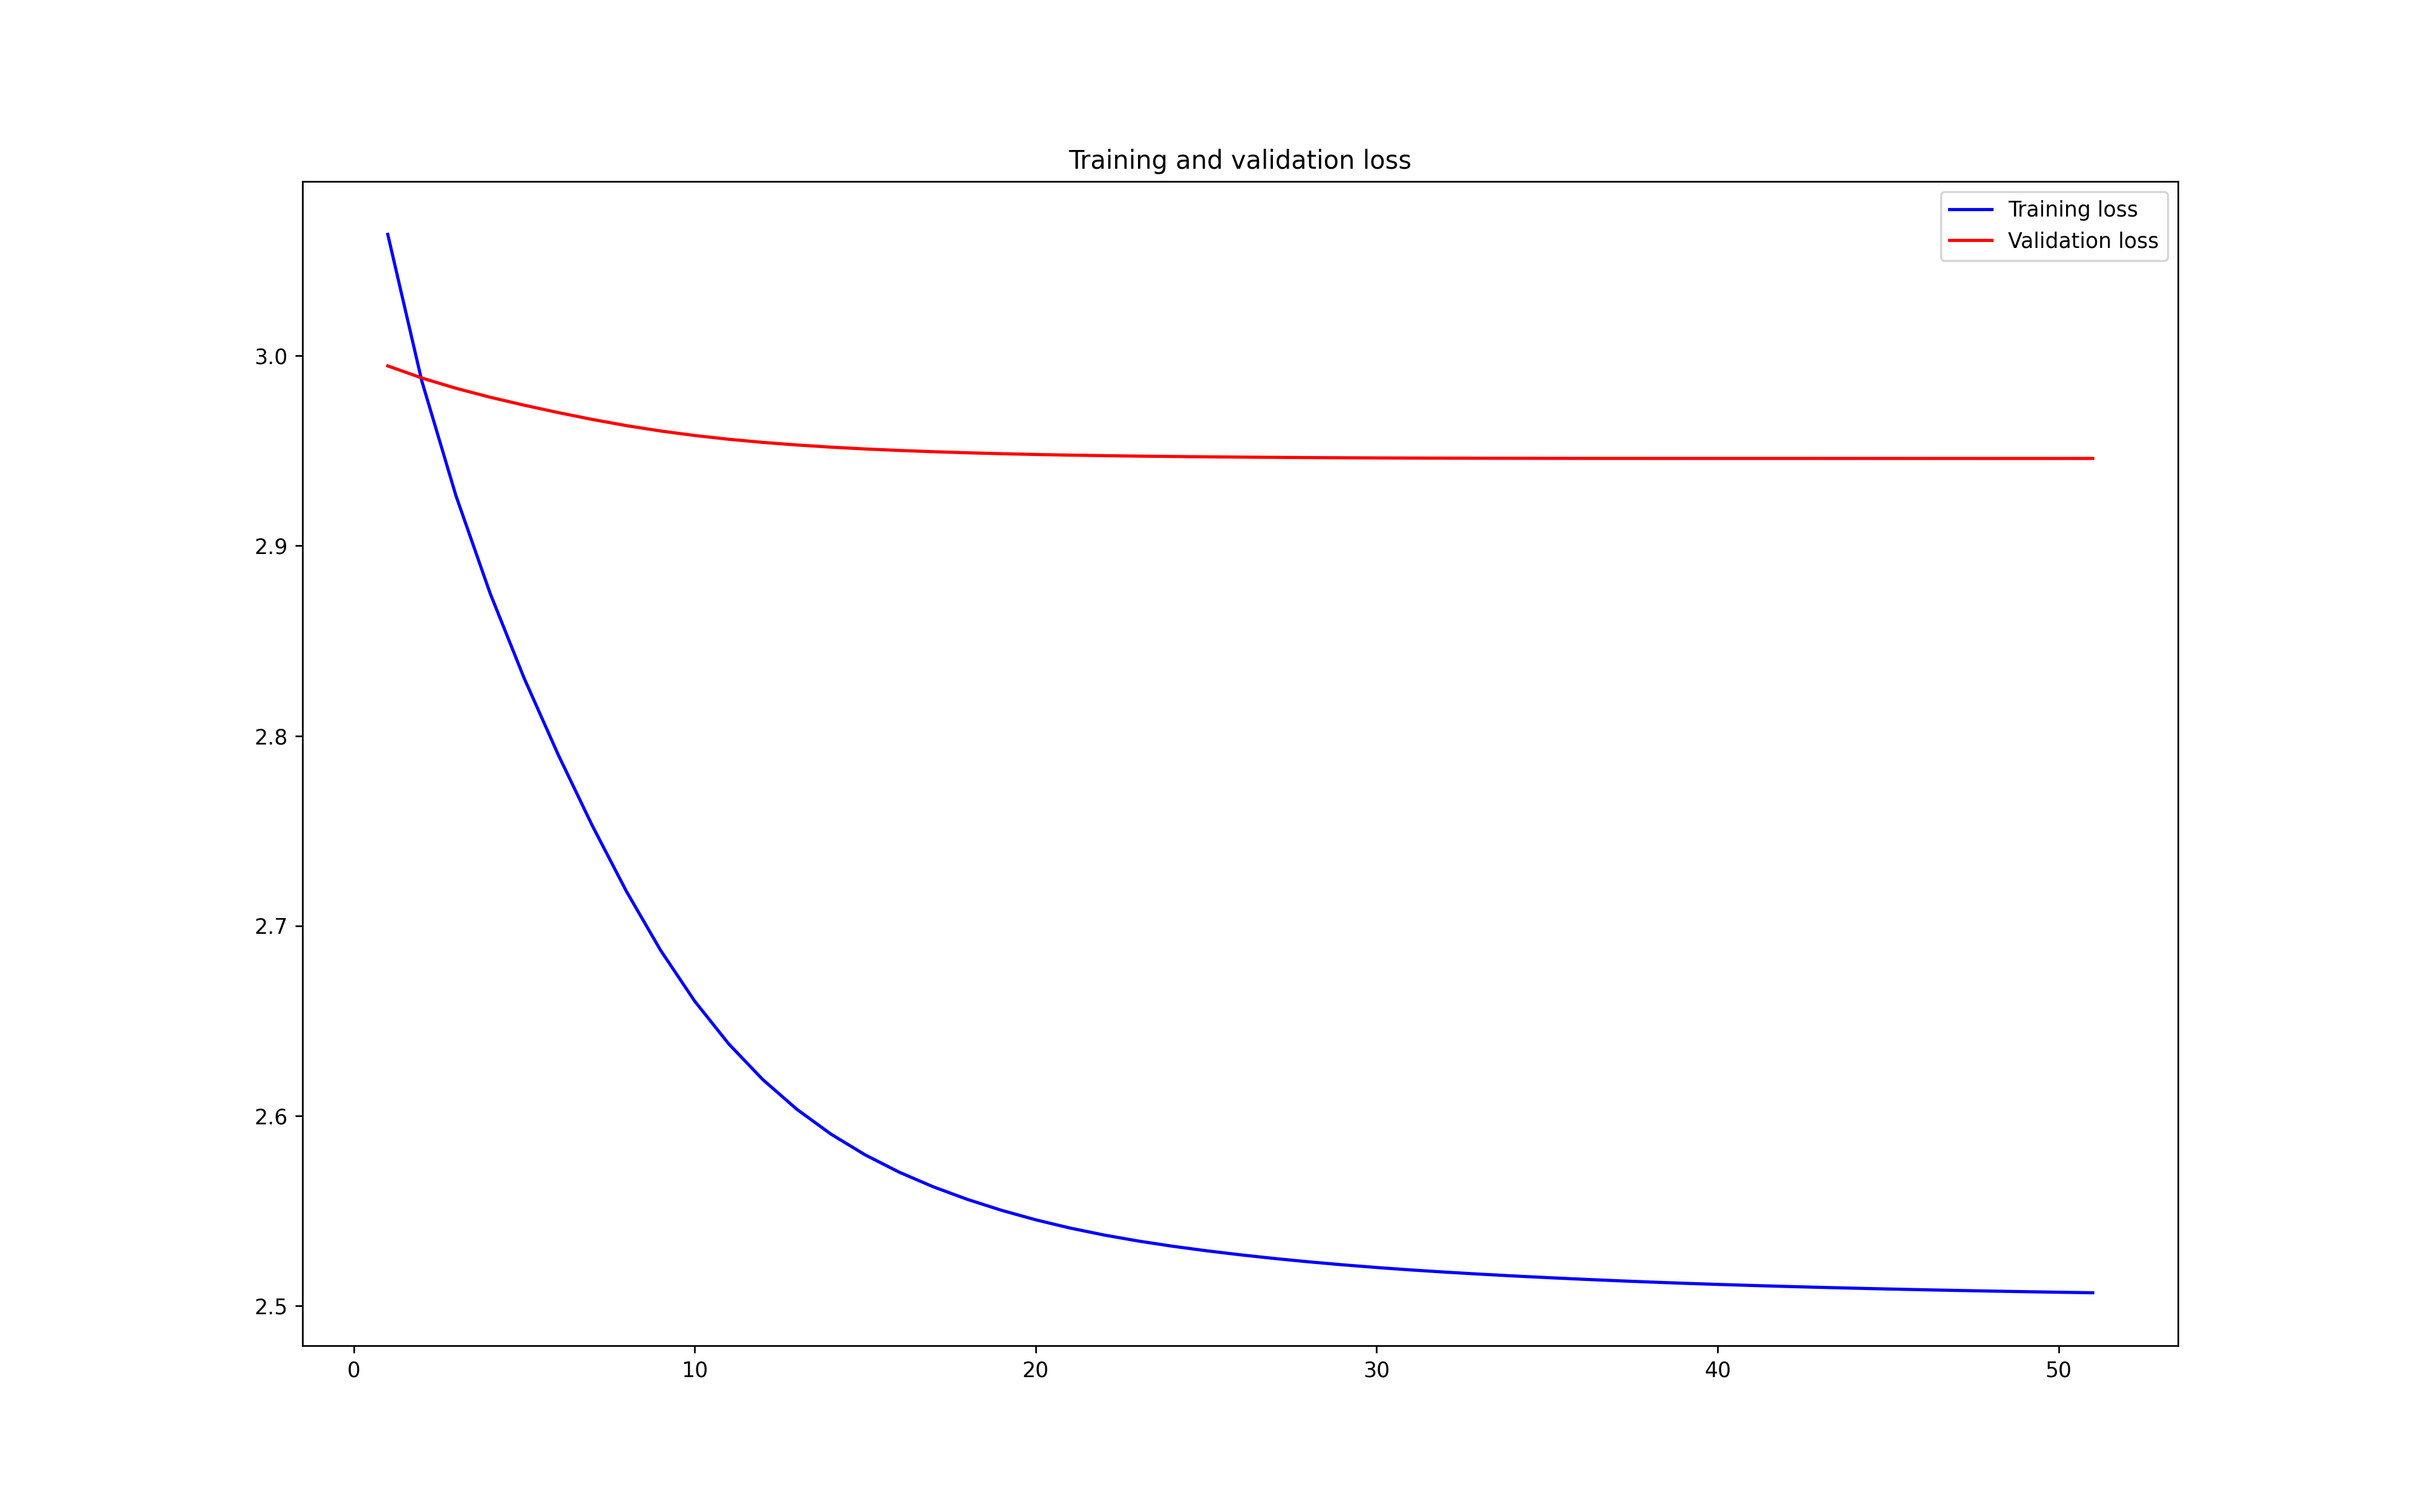 Training and validation loss
Training loss
Validation loss
3.0
2.9
2.8
2.7
2.6
2.5
0 10 20 30 40 50